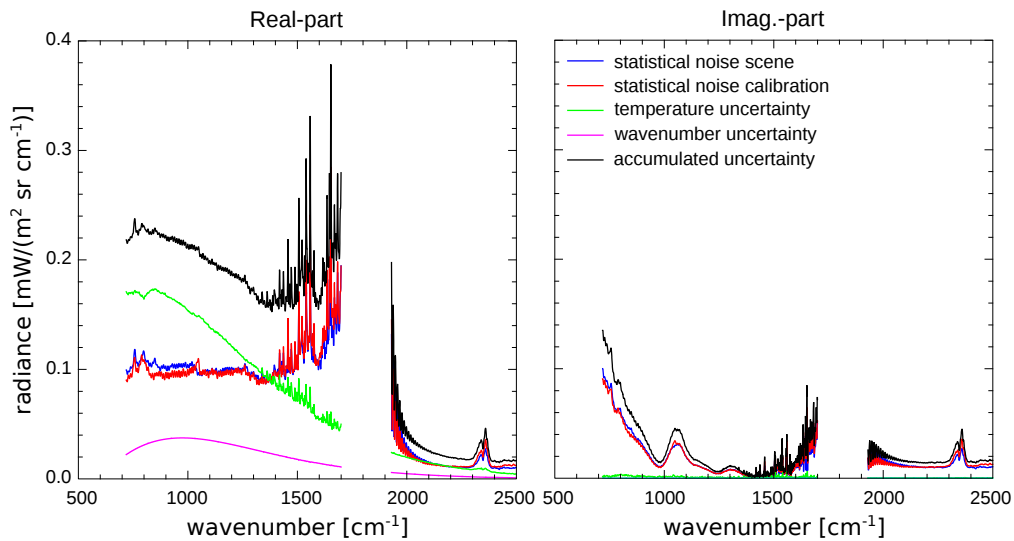 Real-part
Imag.-part
radiance [mW/(m² sr cm⁻¹)]
0.4
0.3
0.2
0.1
0.0
statistical noise scene
statistical noise calibration
temperature uncertainty
wavenumber uncertainty
accumulated uncertainty
500 1000 1500 2000 2500
500 1000 1500 2000 2500
wavenumber [cm⁻¹]
wavenumber [cm⁻¹]